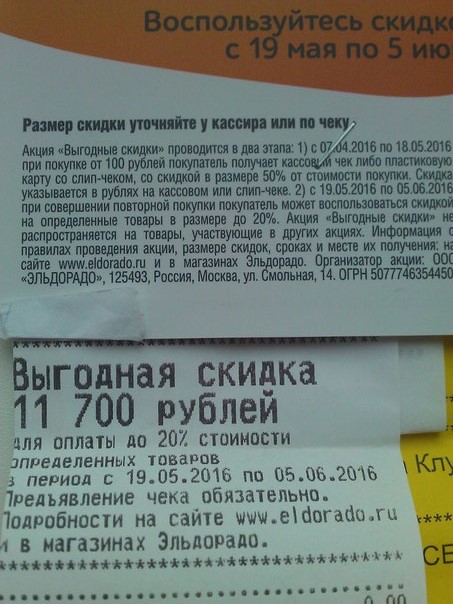 Воспользуйтесь скидк
с 19 мая по 5 ию
Размер скидки уточняйте у кассира или по чеку.
Акция «Выгодные скидки» проводится в два этапа: 1) с 07.04.2016 по 18.05.2016
при покупке от 100 рублей покупатель получает кассовый чек либо пластиковую
карту со слип-чеком, со скидкой в размере 50% от стоимости покупки. Скидка
указывается в рублях на кассовом или слип-чеке. 2) с 19.05.2016 по 05.06.2016
при совершении повторной покупки покупатель может воспользоваться скидкой
на определенные товары в размере до 20%. Акция «Выгодные скидки» не
распространяется на товары, участвующие в других акциях. Информация о
правилах проведения акции, размере скидок, сроках и месте их получения: на
сайте www.eldorado.ru и в магазинах Эльдорадо. Организатор акции: ООО
«ЭЛЬДОРАДО», 125493, Россия, Москва, ул. Смольная, 14. ОГРН 5077746354450
Выгодная скидка
11 700 рублей
для оплаты до 20% стоимости
определенных товаров
в период с 19.05.2016 по 05.06.2016
Предъявление чека обязательно.
Подробности на сайте www.eldorado.ru
и в магазинах Эльдорадо.
а Клу
СЕ
0.00